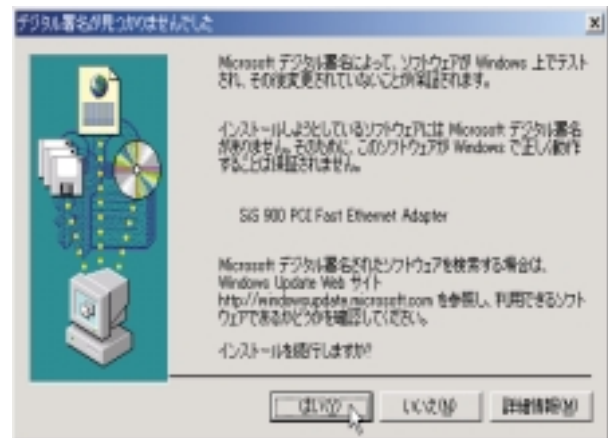 デジタル署名が見つかりませんでした
Microsoft デジタル署名によって、ソフトウェアが Windows 上でテスト
され、その後変更されていないことが保証されます。
インストールしようとしているソフトウェアには Microsoft デジタル署名
がありません。そのために、このソフトウェアが Windows で正しく動作
することは保証されません。
SiS 900 PCI Fast Ethernet Adapter
Microsoft デジタル署名されたソフトウェアを検索する場合は、
Windows Update Web サイト
http://windowsupdate.microsoft.com を参照し、利用できるソフト
ウェアであるかどうかを確認してください。
インストールを続行しますか?
はい(Y)
いいえ(N)
詳細情報(M)